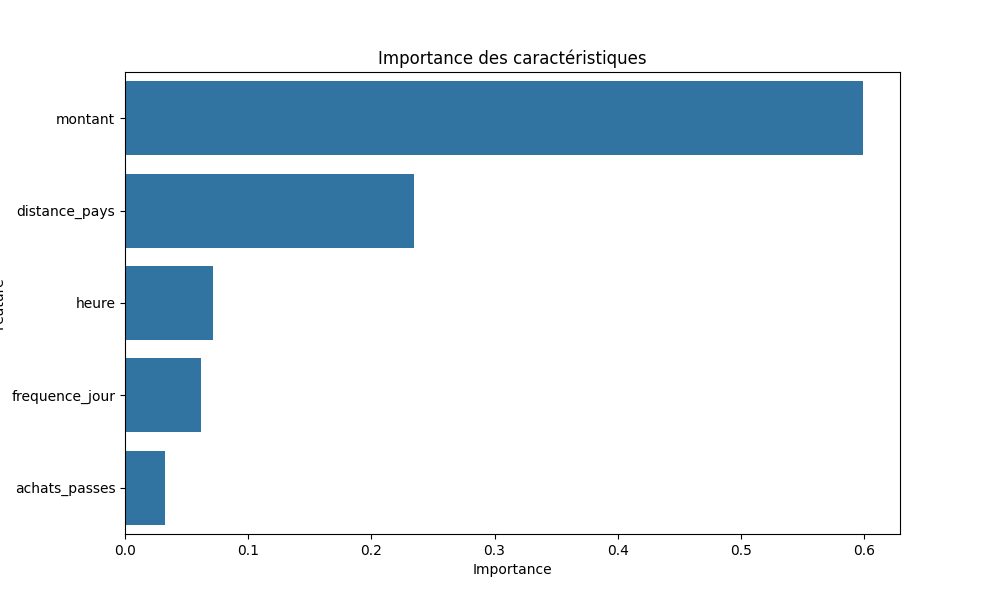 Importance des caractéristiques
montant
distance_pays
heure
frequence_jour
achats_passes
0.0
0.1
0.2
0.3
0.4
0.5
0.6
Importance